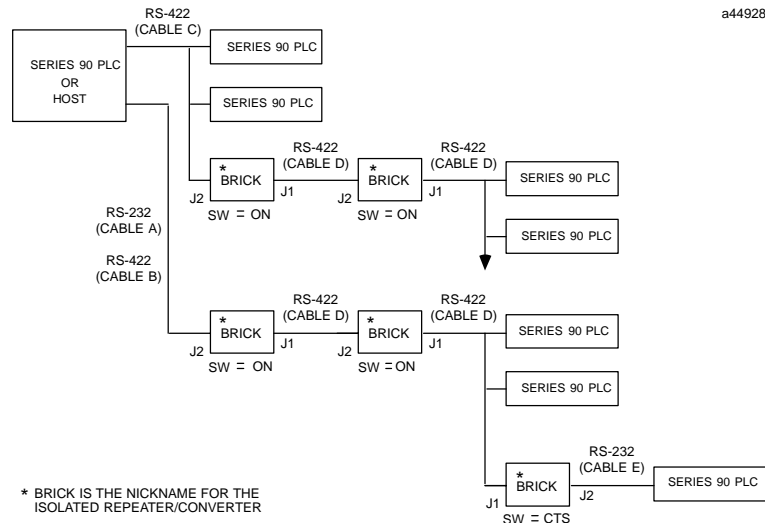 a44928
RS-422
(CABLE C)
SERIES 90 PLC
OR
HOST
SERIES 90 PLC
SERIES 90 PLC
RS-422
(CABLE D)
RS-422
(CABLE D)
*
BRICK
*
BRICK
SERIES 90 PLC
J2
J1
J2
J1
SW = ON
SW = ON
RS-232
(CABLE A)
SERIES 90 PLC
RS-422
(CABLE B)
RS-422
(CABLE D)
RS-422
(CABLE D)
*
BRICK
*
BRICK
SERIES 90 PLC
J2
J1
J2
J1
SW = ON
SW = ON
SERIES 90 PLC
RS-232
(CABLE E)
*
BRICK
SERIES 90 PLC
J1
J2
SW = CTS
* BRICK IS THE NICKNAME FOR THE
ISOLATED REPEATER/CONVERTER